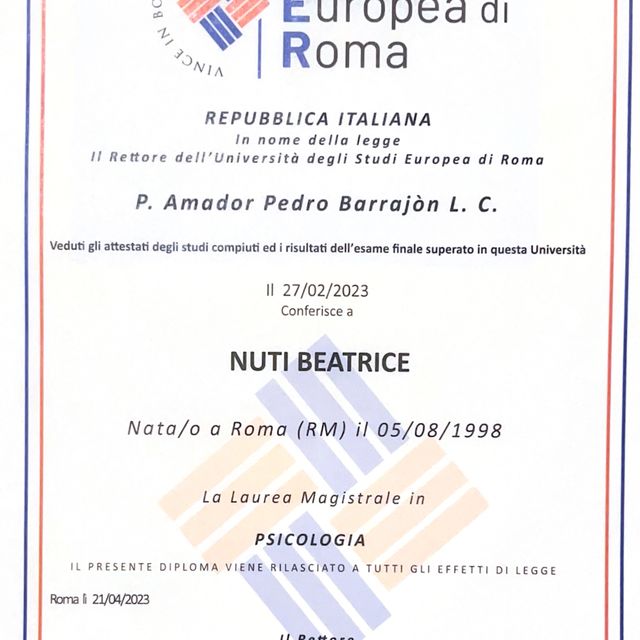 VINCE IN BO
Europea di
Roma
REPUBBLICA ITALIANA
In nome della legge
Il Rettore dell'Università degli Studi Europea di Roma
P. Amador Pedro Barrajòn L. C.
Veduti gli attestati degli studi compiuti ed i risultati dell'esame finale superato in questa Università
Il 27/02/2023
Conferisce a
NUTI BEATRICE
Nata/o a Roma (RM) il 05/08/1998
La Laurea Magistrale in
PSICOLOGIA
IL PRESENTE DIPLOMA VIENE RILASCIATO A TUTTI GLI EFFETTI DI LEGGE
Roma lì 21/04/2023
Il Rettore